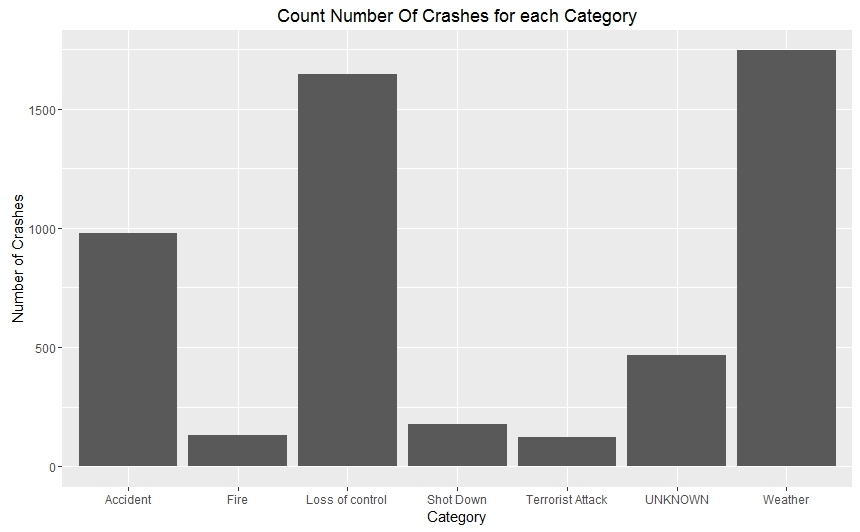 Count Number Of Crashes for each Category
Number of Crashes
1500
1000
500
0
Accident Fire Loss of control Shot Down Terrorist Attack UNKNOWN Weather
Category